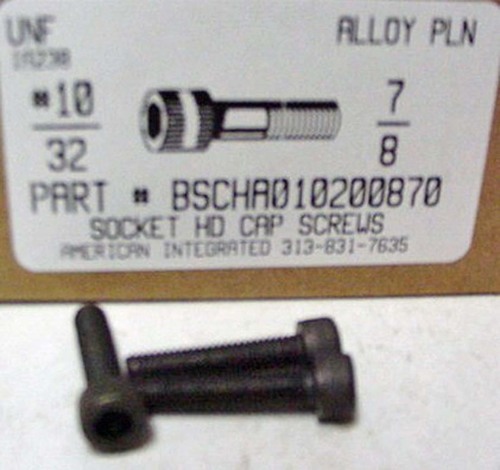 UNF ALLOY PLN
#10 7
32 8
PART # BSCHA010200870
SOCKET HD CAP SCREWS
AMERICAN INTEGRATED 313-831-7635